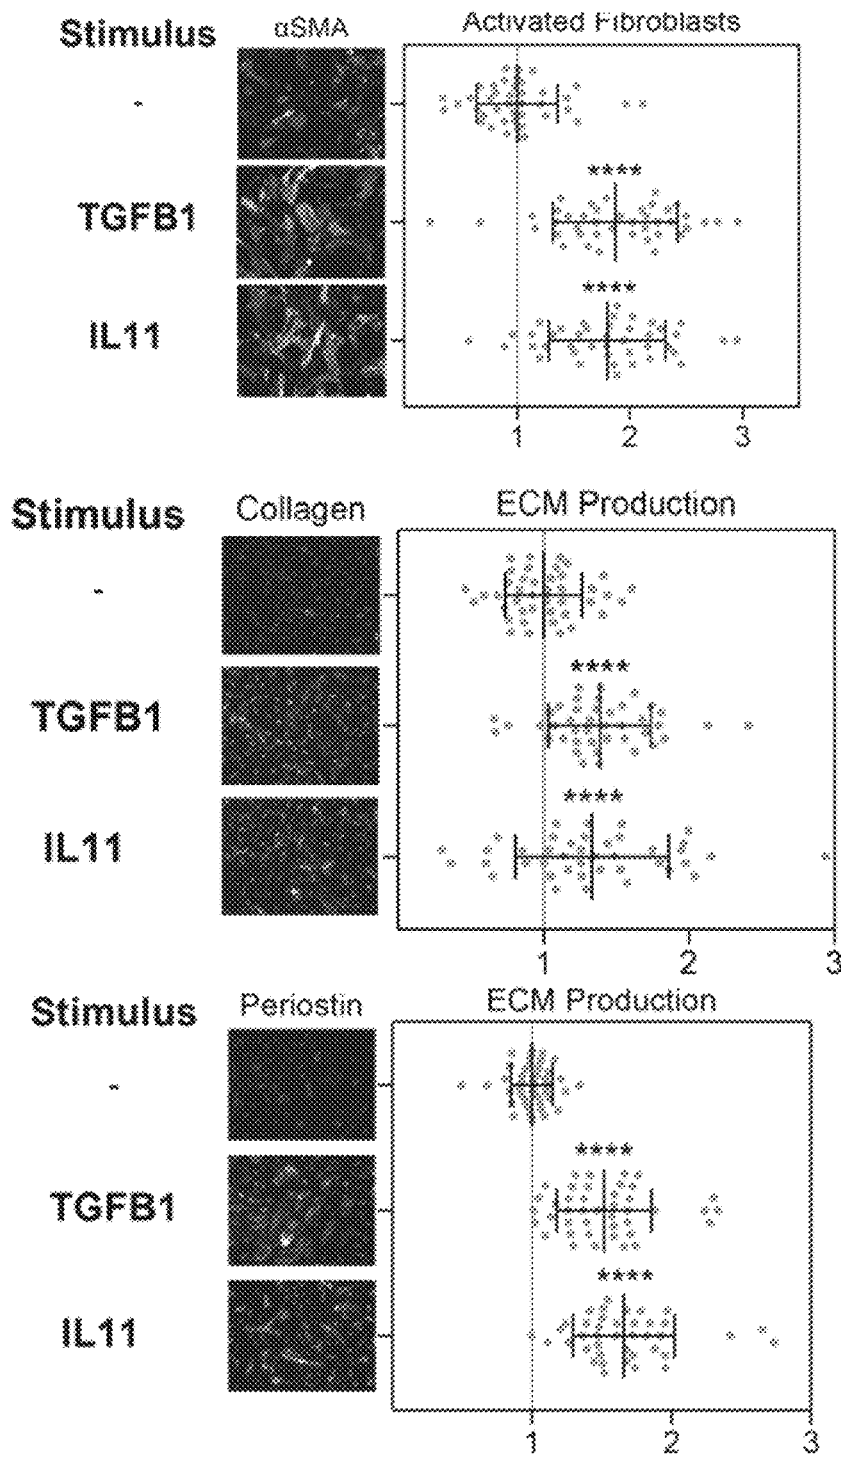 Stimulus αSMA Activated Fibroblasts
-
****
TGFB1
****
IL11
1 2 3
Stimulus Collagen ECM Production
-
****
TGFB1
****
IL11
1 2 3
Stimulus Periostin ECM Production
-
****
TGFB1
****
IL11
1 2 3